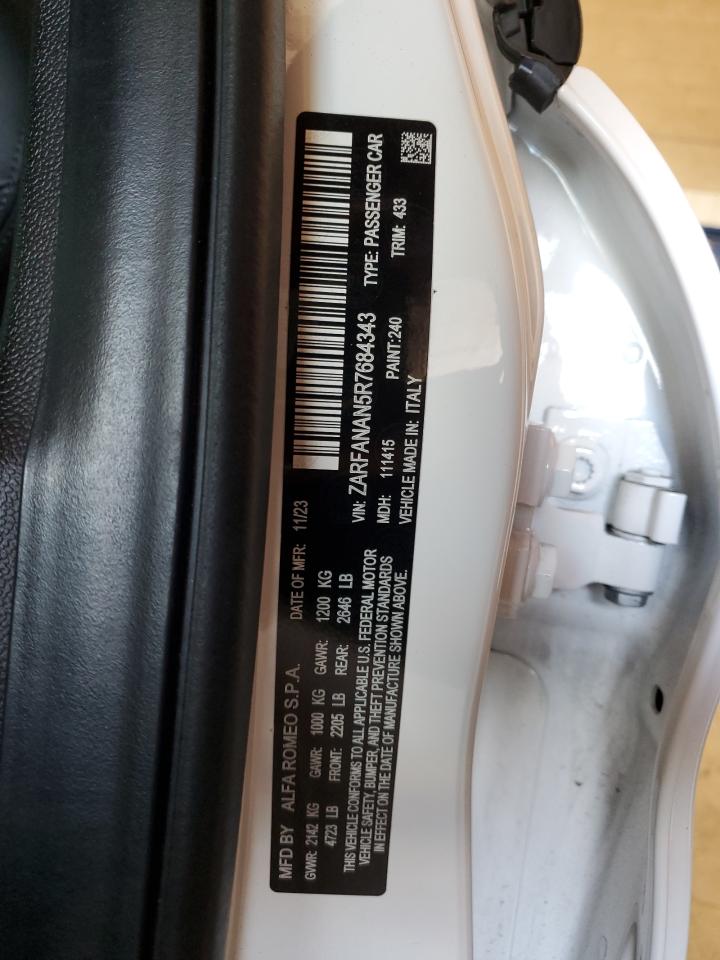 MFD BY ALFA ROMEO S.P.A. DATE OF MFR: 11/23
GVWR: 2142 KG GAWR: 1000 KG GAWR: 1200 KG
4723 LB FRONT: 2205 LB REAR: 2646 LB
THIS VEHICLE CONFORMS TO ALL APPLICABLE U.S. FEDERAL MOTOR
VEHICLE SAFETY, BUMPER, AND THEFT PREVENTION STANDARDS
IN EFFECT ON THE DATE OF MANUFACTURE SHOWN ABOVE.
VIN: ZARFANAN5R7684343 TYPE: PASSENGER CAR
MDH: 111415 PAINT:240 TRIM: 433
VEHICLE MADE IN: ITALY